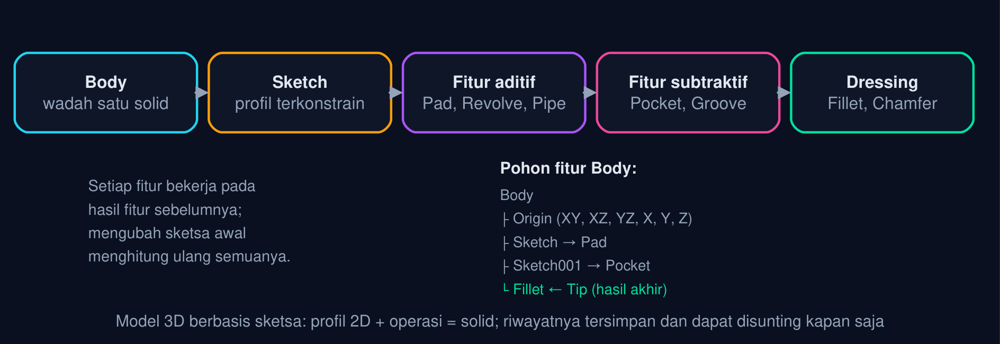 Body
wadah satu solid
Sketch
profil terkonstrain
Fitur aditif
Pad, Revolve, Pipe
Fitur subtraktif
Pocket, Groove
Dressing
Fillet, Chamfer
Setiap fitur bekerja pada
hasil fitur sebelumnya;
mengubah sketsa awal
menghitung ulang semuanya.
Pohon fitur Body:
Body
├ Origin (XY, XZ, YZ, X, Y, Z)
├ Sketch → Pad
├ Sketch001 → Pocket
└ Fillet ← Tip (hasil akhir)
Model 3D berbasis sketsa: profil 2D + operasi = solid; riwayatnya tersimpan dan dapat disunting kapan saja